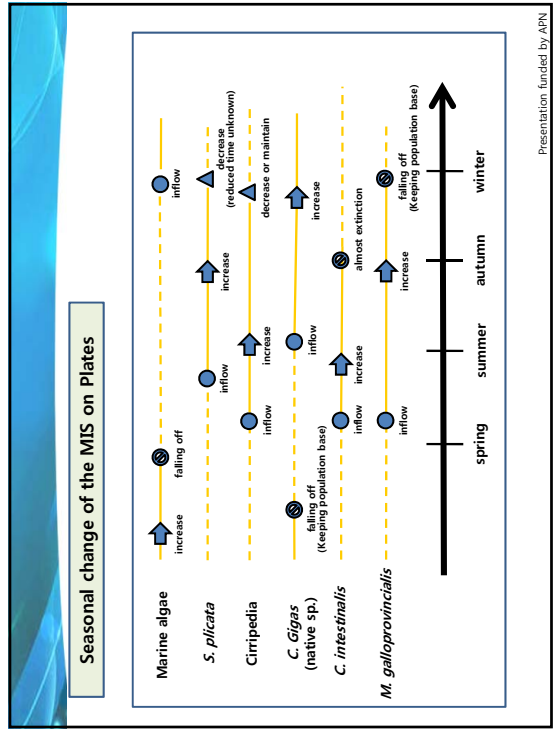 Seasonal change of the MIS on Plates
Marine algae
increase
falling off
inflow
S. plicata
inflow
increase
decrease
(reduced time unknown)
Cirripedia
inflow
increase
decrease or maintain
C. Gigas
(native sp.)
falling off
(Keeping population base)
inflow
increase
C. intestinalis
inflow
increase
almost extinction
M. galloprovincialis
inflow
increase
falling off
(Keeping population base)
spring
summer
autumn
winter
Presentation funded by APN